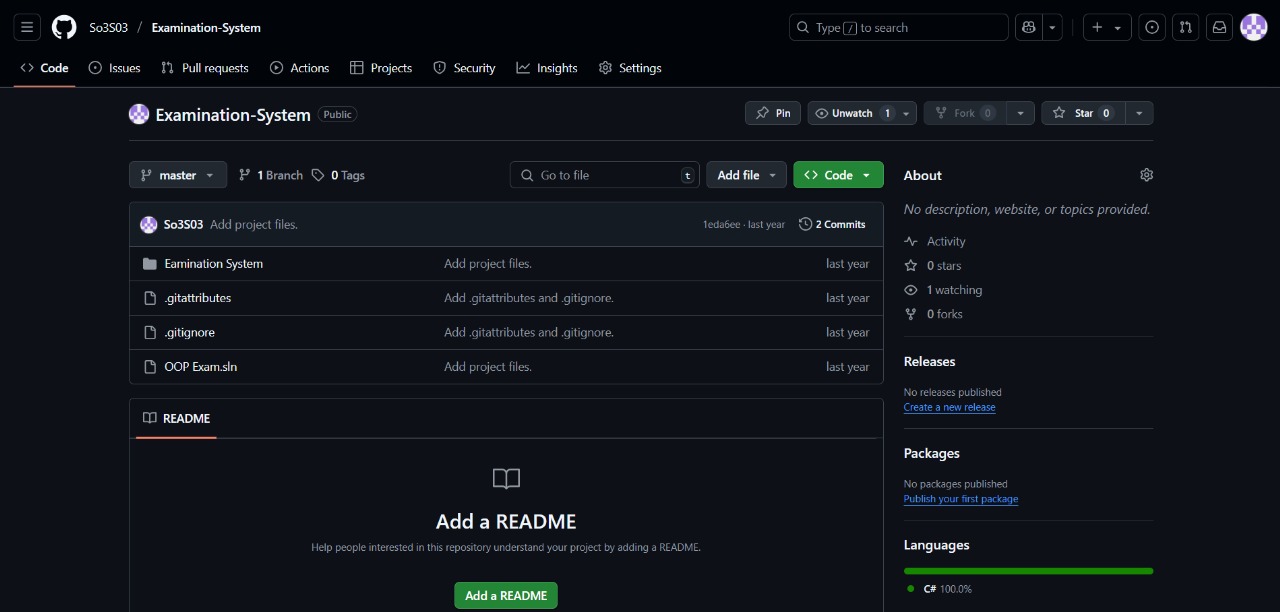 So3S03 / Examination-System
Type / to search
Code Issues Pull requests Actions Projects Security Insights Settings
Examination-System Public
Pin Unwatch 1 Fork 0 Star 0
master 1 Branch 0 Tags Go to file t Add file Code
So3S03 Add project files. 1eda6ee · last year 2 Commits
Eamination System Add project files. last year
.gitattributes Add .gitattributes and .gitignore. last year
.gitignore Add .gitattributes and .gitignore. last year
OOP Exam.sln Add project files. last year
README
Add a README
Help people interested in this repository understand your project by adding a README.
Add a README
About
No description, website, or topics provided.
Activity
0 stars
1 watching
0 forks
Releases
No releases published
Create a new release
Packages
No packages published
Publish your first package
Languages
C# 100.0%